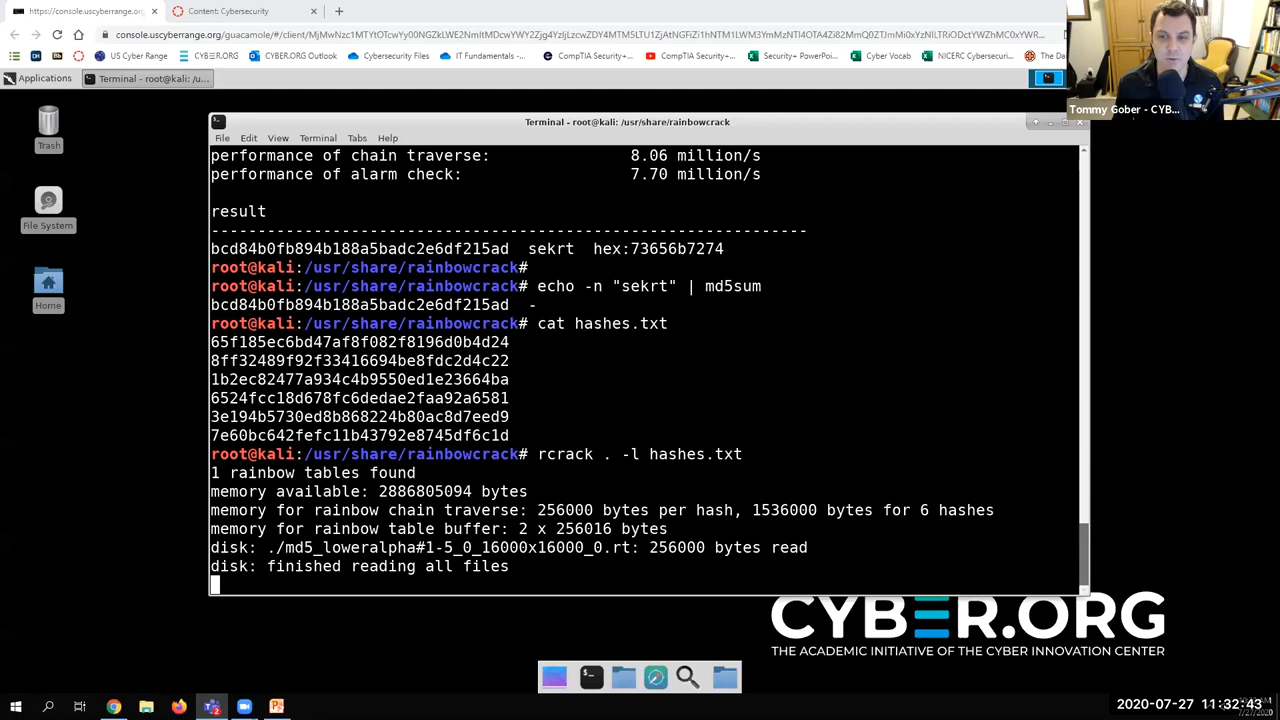 https://console.uscyberrange.org/
Content: Cybersecurity
US Cyber Range
CYBER.ORG
CYBER.ORG Outlook
Cybersecurity Files
IT Fundamentals -...
CompTIA Security+...
CompTIA Security+...
Security+ PowerPoi...
Cyber Vocab
NICERC Cybersecuri...
The Da
Tommy Gober - CYB...
Applications
Terminal - root@kali: /u...
Trash
File System
Home
Terminal - root@kali: /usr/share/rainbowcrack
File Edit View Terminal Tabs Help
performance of chain traverse: 8.06 million/s
performance of alarm check: 7.70 million/s
result
----------------------------------------------------------------
bcd84b0fb894b188a5badc2e6df215ad sekrt hex:73656b7274
root@kali:/usr/share/rainbowcrack#
root@kali:/usr/share/rainbowcrack# echo -n "sekrt" | md5sum
bcd84b0fb894b188a5badc2e6df215ad -
root@kali:/usr/share/rainbowcrack# cat hashes.txt
65f185ec6bd47af8f082f8196d0b4d24
8ff32489f92f33416694be8fdc2d4c22
1b2ec82477a934c4b9550ed1e23664ba
6524fcc18d678fc6dedae2faa92a6581
3e194b5730ed8b868224b80ac8d7eed9
7e60bc642fefc11b43792e8745df6c1d
root@kali:/usr/share/rainbowcrack# rcrack . -l hashes.txt
1 rainbow tables found
memory available: 2886805094 bytes
memory for rainbow chain traverse: 256000 bytes per hash, 1536000 bytes for 6 hashes
memory for rainbow table buffer: 2 x 256016 bytes
disk: ./md5_loweralpha#1-5_0_16000x16000_0.rt: 256000 bytes read
disk: finished reading all files
CYBER.ORG
THE ACADEMIC INITIATIVE OF THE CYBER INNOVATION CENTER
2020-07-27 11:32:43